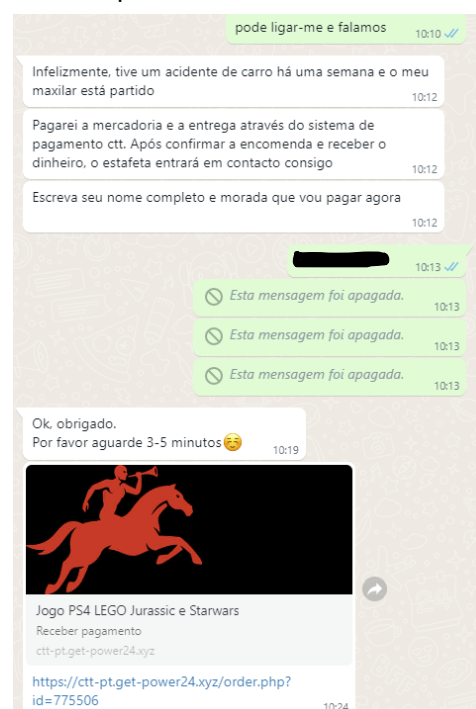 pode ligar-me e falamos
10:10
Infelizmente, tive um acidente de carro há uma semana e o meu
maxilar está partido
10:12
Pagarei a mercadoria e a entrega através do sistema de
pagamento ctt. Após confirmar a encomenda e receber o
dinheiro, o estafeta entrará em contacto consigo
10:12
Escreva seu nome completo e morada que vou pagar agora
10:12
10:13
Esta mensagem foi apagada.
10:13
Esta mensagem foi apagada.
10:13
Esta mensagem foi apagada.
10:13
Ok, obrigado.
Por favor aguarde 3-5 minutos☺️
10:19
Jogo PS4 LEGO Jurassic e Starwars
Receber pagamento
ctt-pt.get-power24.xyz
https://ctt-pt.get-power24.xyz/order.php?
id=775506
10:24